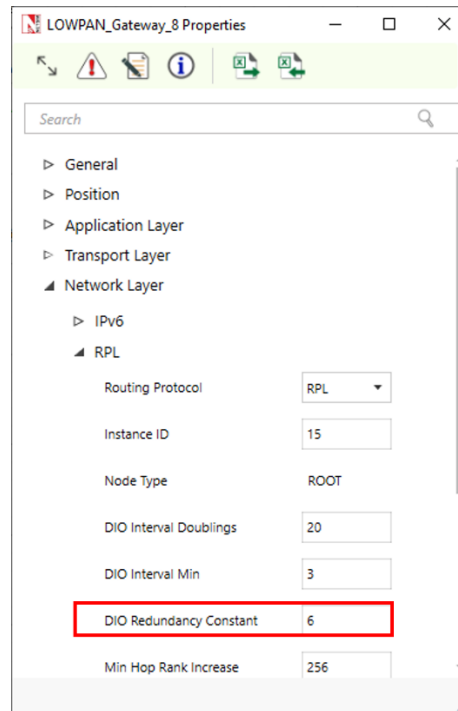 LOWPAN_Gateway_8 Properties
Search
General
Position
Application Layer
Transport Layer
Network Layer
IPv6
RPL
Routing Protocol RPL
Instance ID 15
Node Type ROOT
DIO Interval Doublings 20
DIO Interval Min 3
DIO Redundancy Constant 6
Min Hop Rank Increase 256